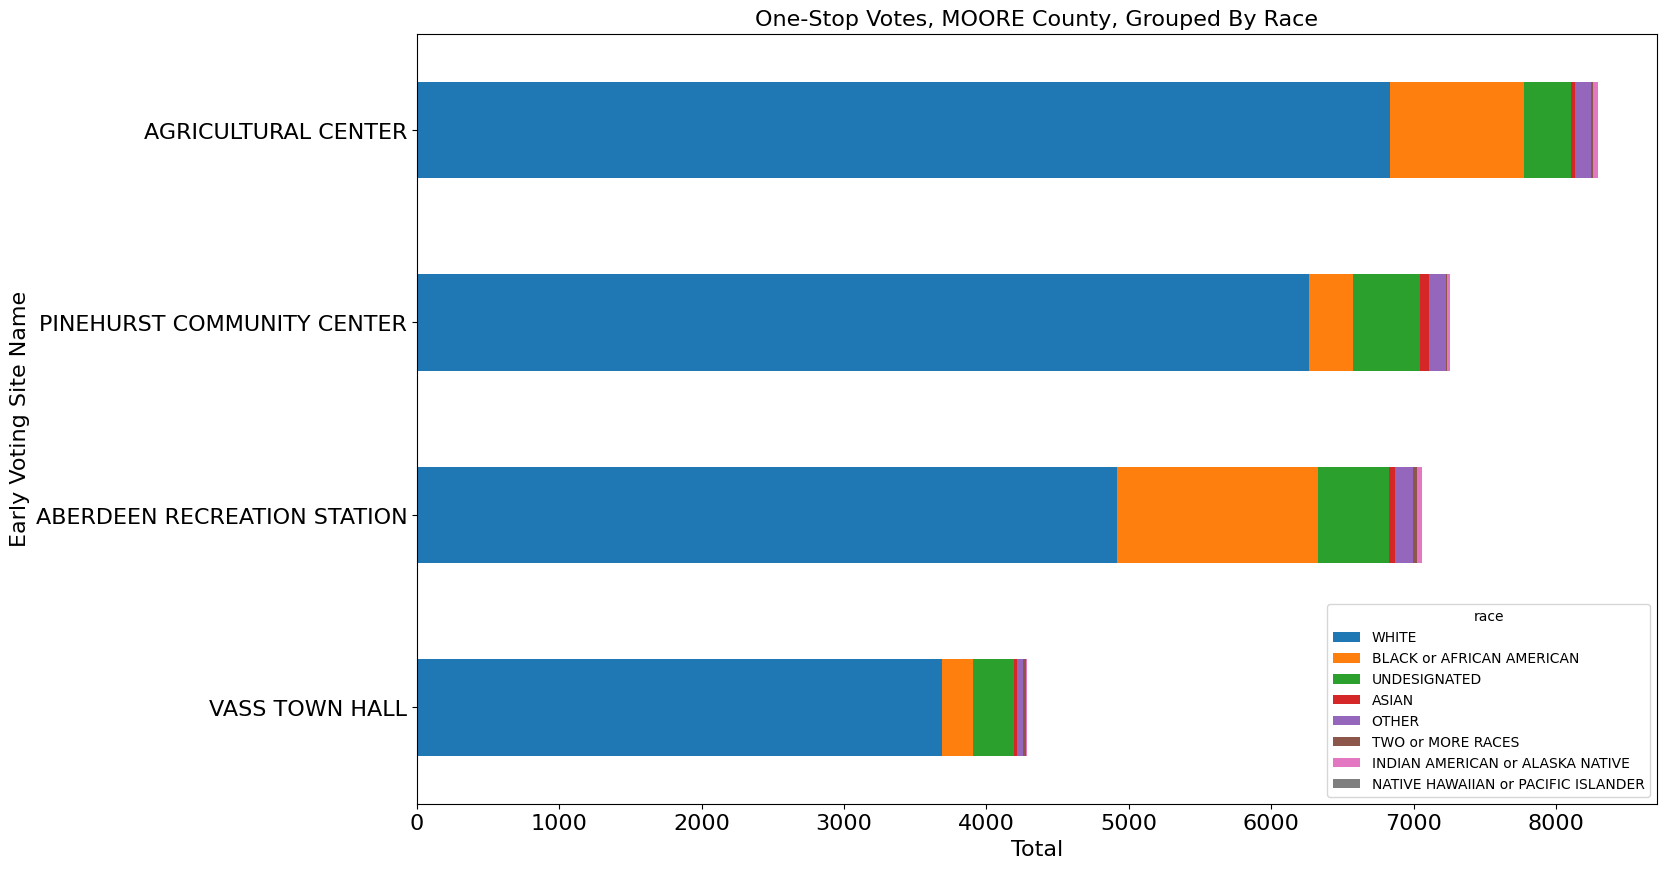 One-Stop Votes, MOORE County, Grouped By Race
Early Voting Site Name
AGRICULTURAL CENTER
PINEHURST COMMUNITY CENTER
ABERDEEN RECREATION STATION
VASS TOWN HALL
race
WHITE
BLACK or AFRICAN AMERICAN
UNDESIGNATED
ASIAN
OTHER
TWO or MORE RACES
INDIAN AMERICAN or ALASKA NATIVE
NATIVE HAWAIIAN or PACIFIC ISLANDER
0 1000 2000 3000 4000 5000 6000 7000 8000
Total